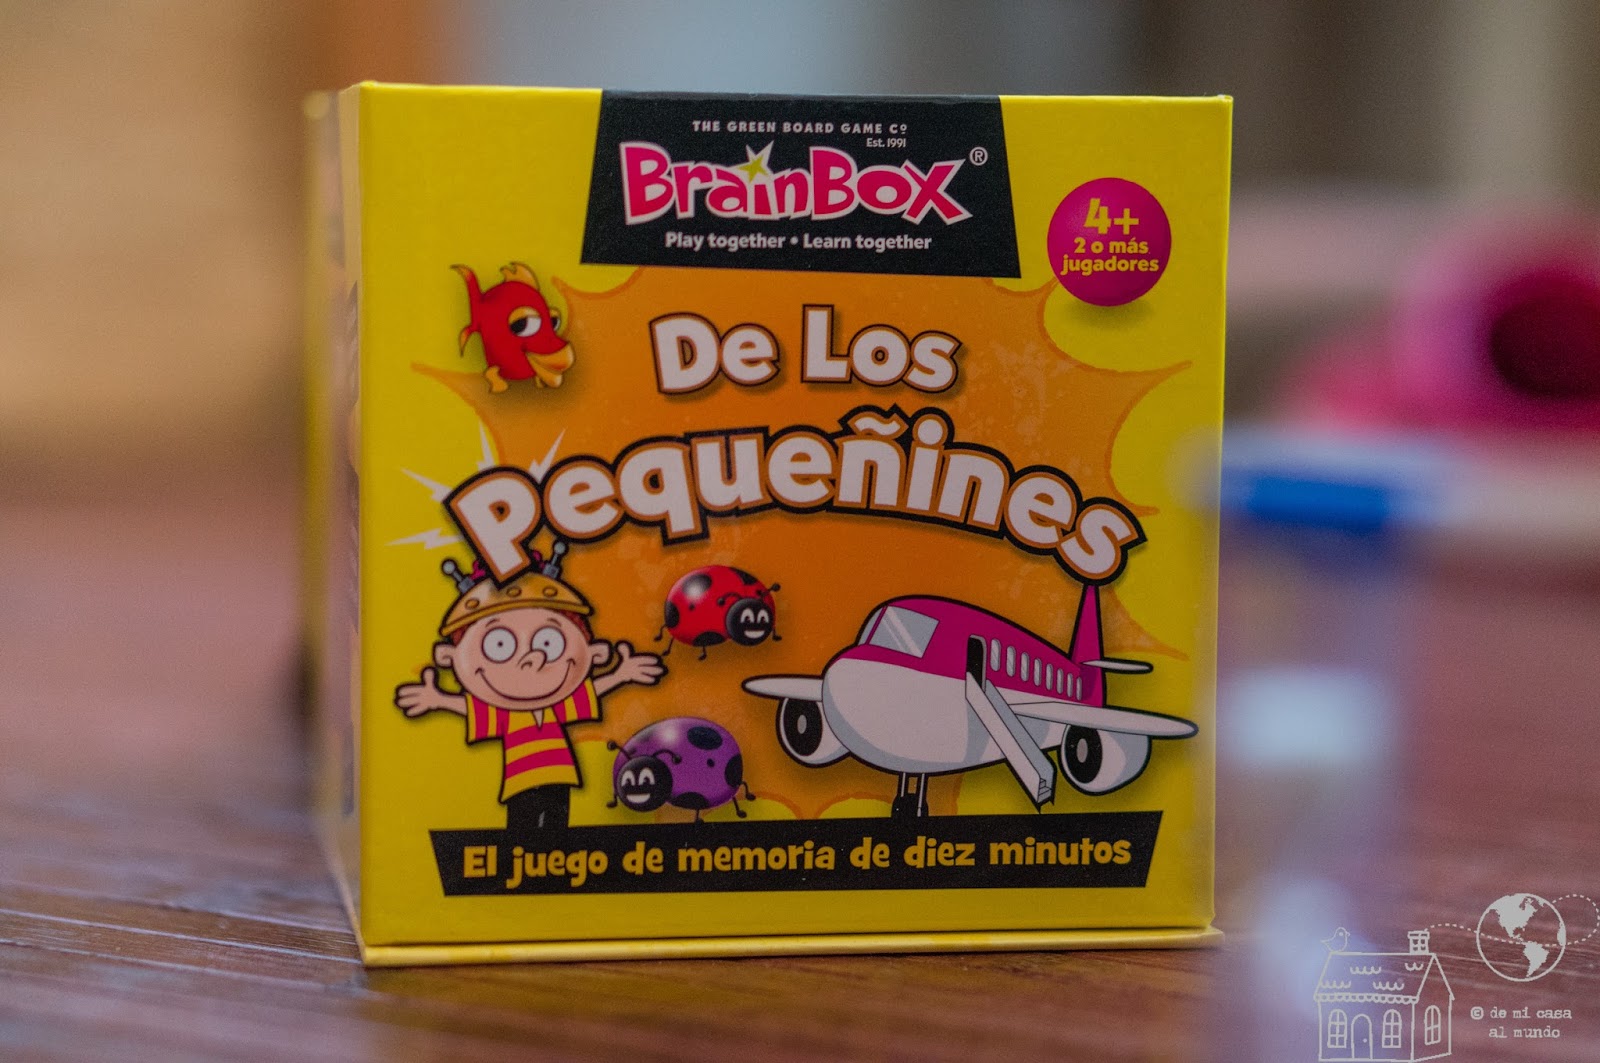 THE GREEN BOARD GAME Cº
Est. 1991
BrainBox®
Play together • Learn together
4+
2 o más
jugadores
De Los
Pequeñines
El juego de memoria de diez minutos
© de mi casa
al mundo